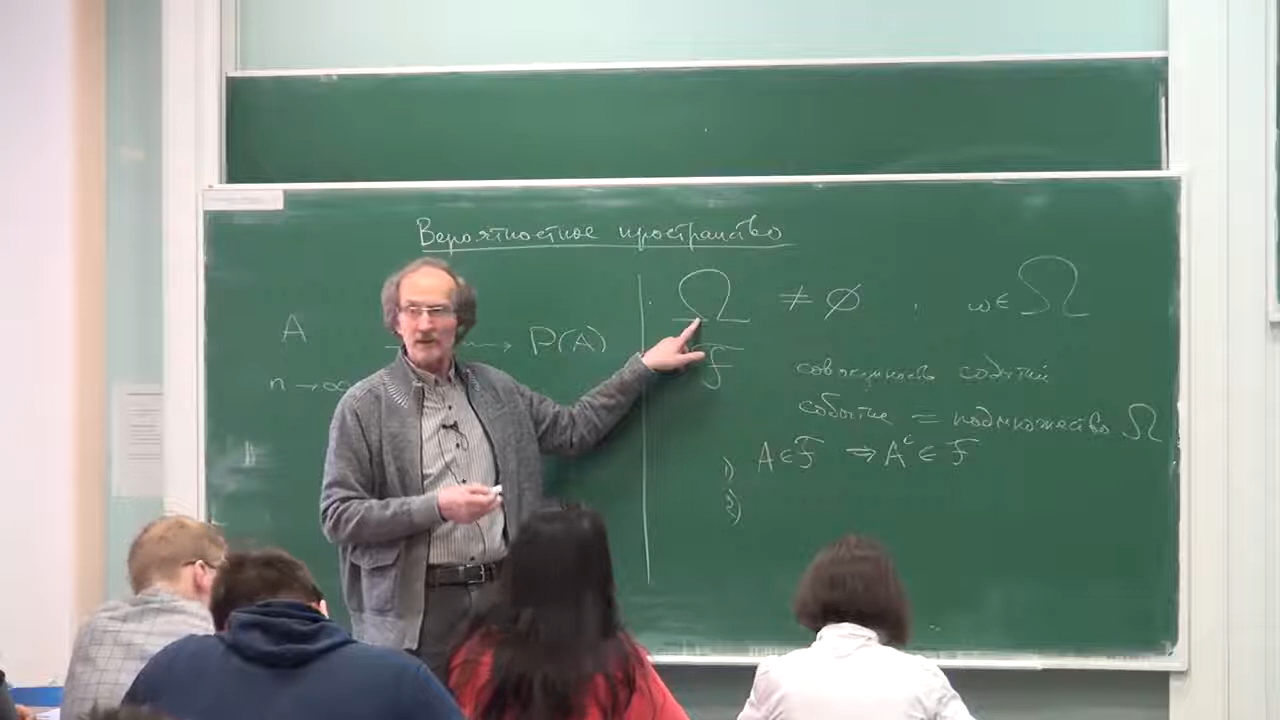 Вероятностное пространство
A → P(A)
n → ∞
Ω ≠ ∅ , ω ∈ Ω
F совокупность событий
событие = подмножество Ω
1) A ∈ F ⇒ Aᶜ ∈ F
2)